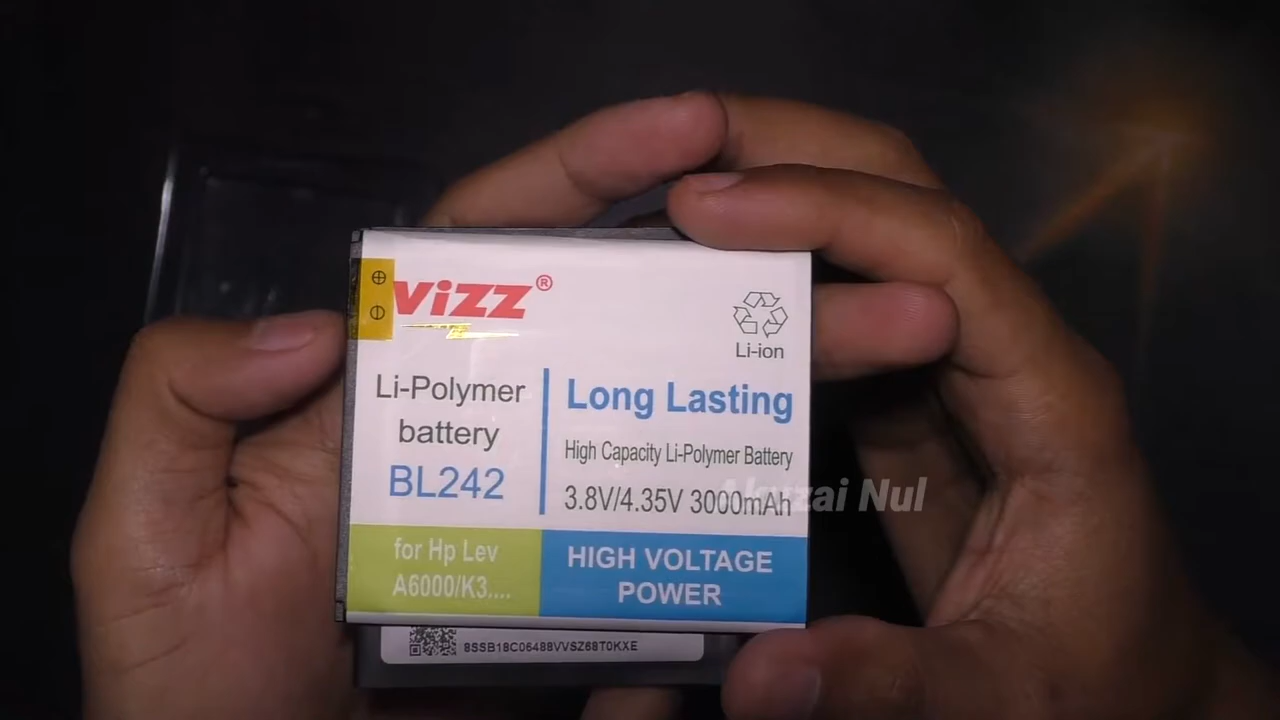 vizz®
Li-ion
Li-Polymer
battery
BL242
Long Lasting
High Capacity Li-Polymer Battery
3.8V/4.35V 3000mAh
for Hp Lev
A6000/K3....
HIGH VOLTAGE
POWER
8SSB18C06488VVSZ68T0KXE
Nul